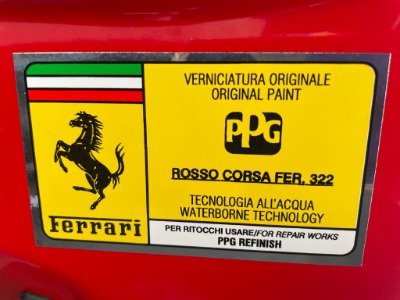 VERNICIATURA ORIGINALE
ORIGINAL PAINT
PPG
ROSSO CORSA FER. 322
TECNOLOGIA ALL'ACQUA
WATERBORNE TECHNOLOGY
Ferrari
PER RITOCCHI USARE/FOR REPAIR WORKS
PPG REFINISH